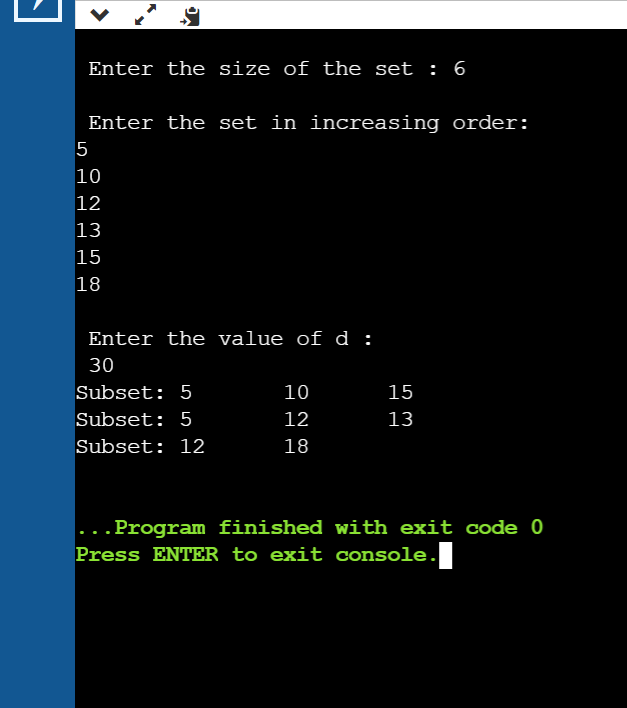 Enter the size of the set : 6
Enter the set in increasing order:
5
10
12
13
15
18
Enter the value of d :
30
Subset: 5 10 15
Subset: 5 12 13
Subset: 12 18
...Program finished with exit code 0
Press ENTER to exit console.